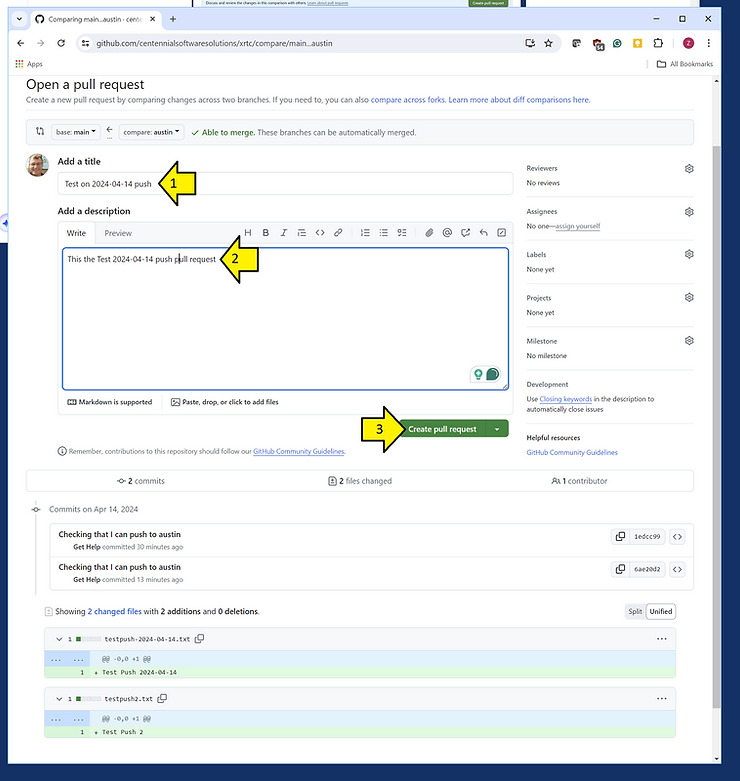 Discuss and review the changes in this comparison with others. Learn about pull requests
Create pull request
Comparing main...austin · cente
github.com/centennialsoftwaresolutions/xrtc/compare/main...austin
Z
Apps
All Bookmarks
Open a pull request
Create a new pull request by comparing changes across two branches. If you need to, you can also compare across forks. Learn more about diff comparisons here.
base: main
compare: austin
Able to merge. These branches can be automatically merged.
Add a title
Test on 2024-04-14 push
1
Add a description
Write
Preview
This the Test 2024-04-14 push pull request
2
Markdown is supported
Paste, drop, or click to add files
3
Create pull request
Remember, contributions to this repository should follow our GitHub Community Guidelines.
Reviewers
No reviews
Assignees
No one—assign yourself
Labels
None yet
Projects
None yet
Milestone
No milestone
Development
Use Closing keywords in the description to
automatically close issues
Helpful resources
GitHub Community Guidelines
2 commits
2 files changed
1 contributor
Commits on Apr 14, 2024
Checking that I can push to austin
Get Help committed 30 minutes ago
1edcc99
Checking that I can push to austin
Get Help committed 13 minutes ago
6ae20d2
Showing 2 changed files with 2 additions and 0 deletions.
Split
Unified
1 testpush-2024-04-14.txt
... ... @@ -0,0 +1 @@
1 + Test Push 2024-04-14
1 testpush2.txt
... ... @@ -0,0 +1 @@
1 + Test Push 2